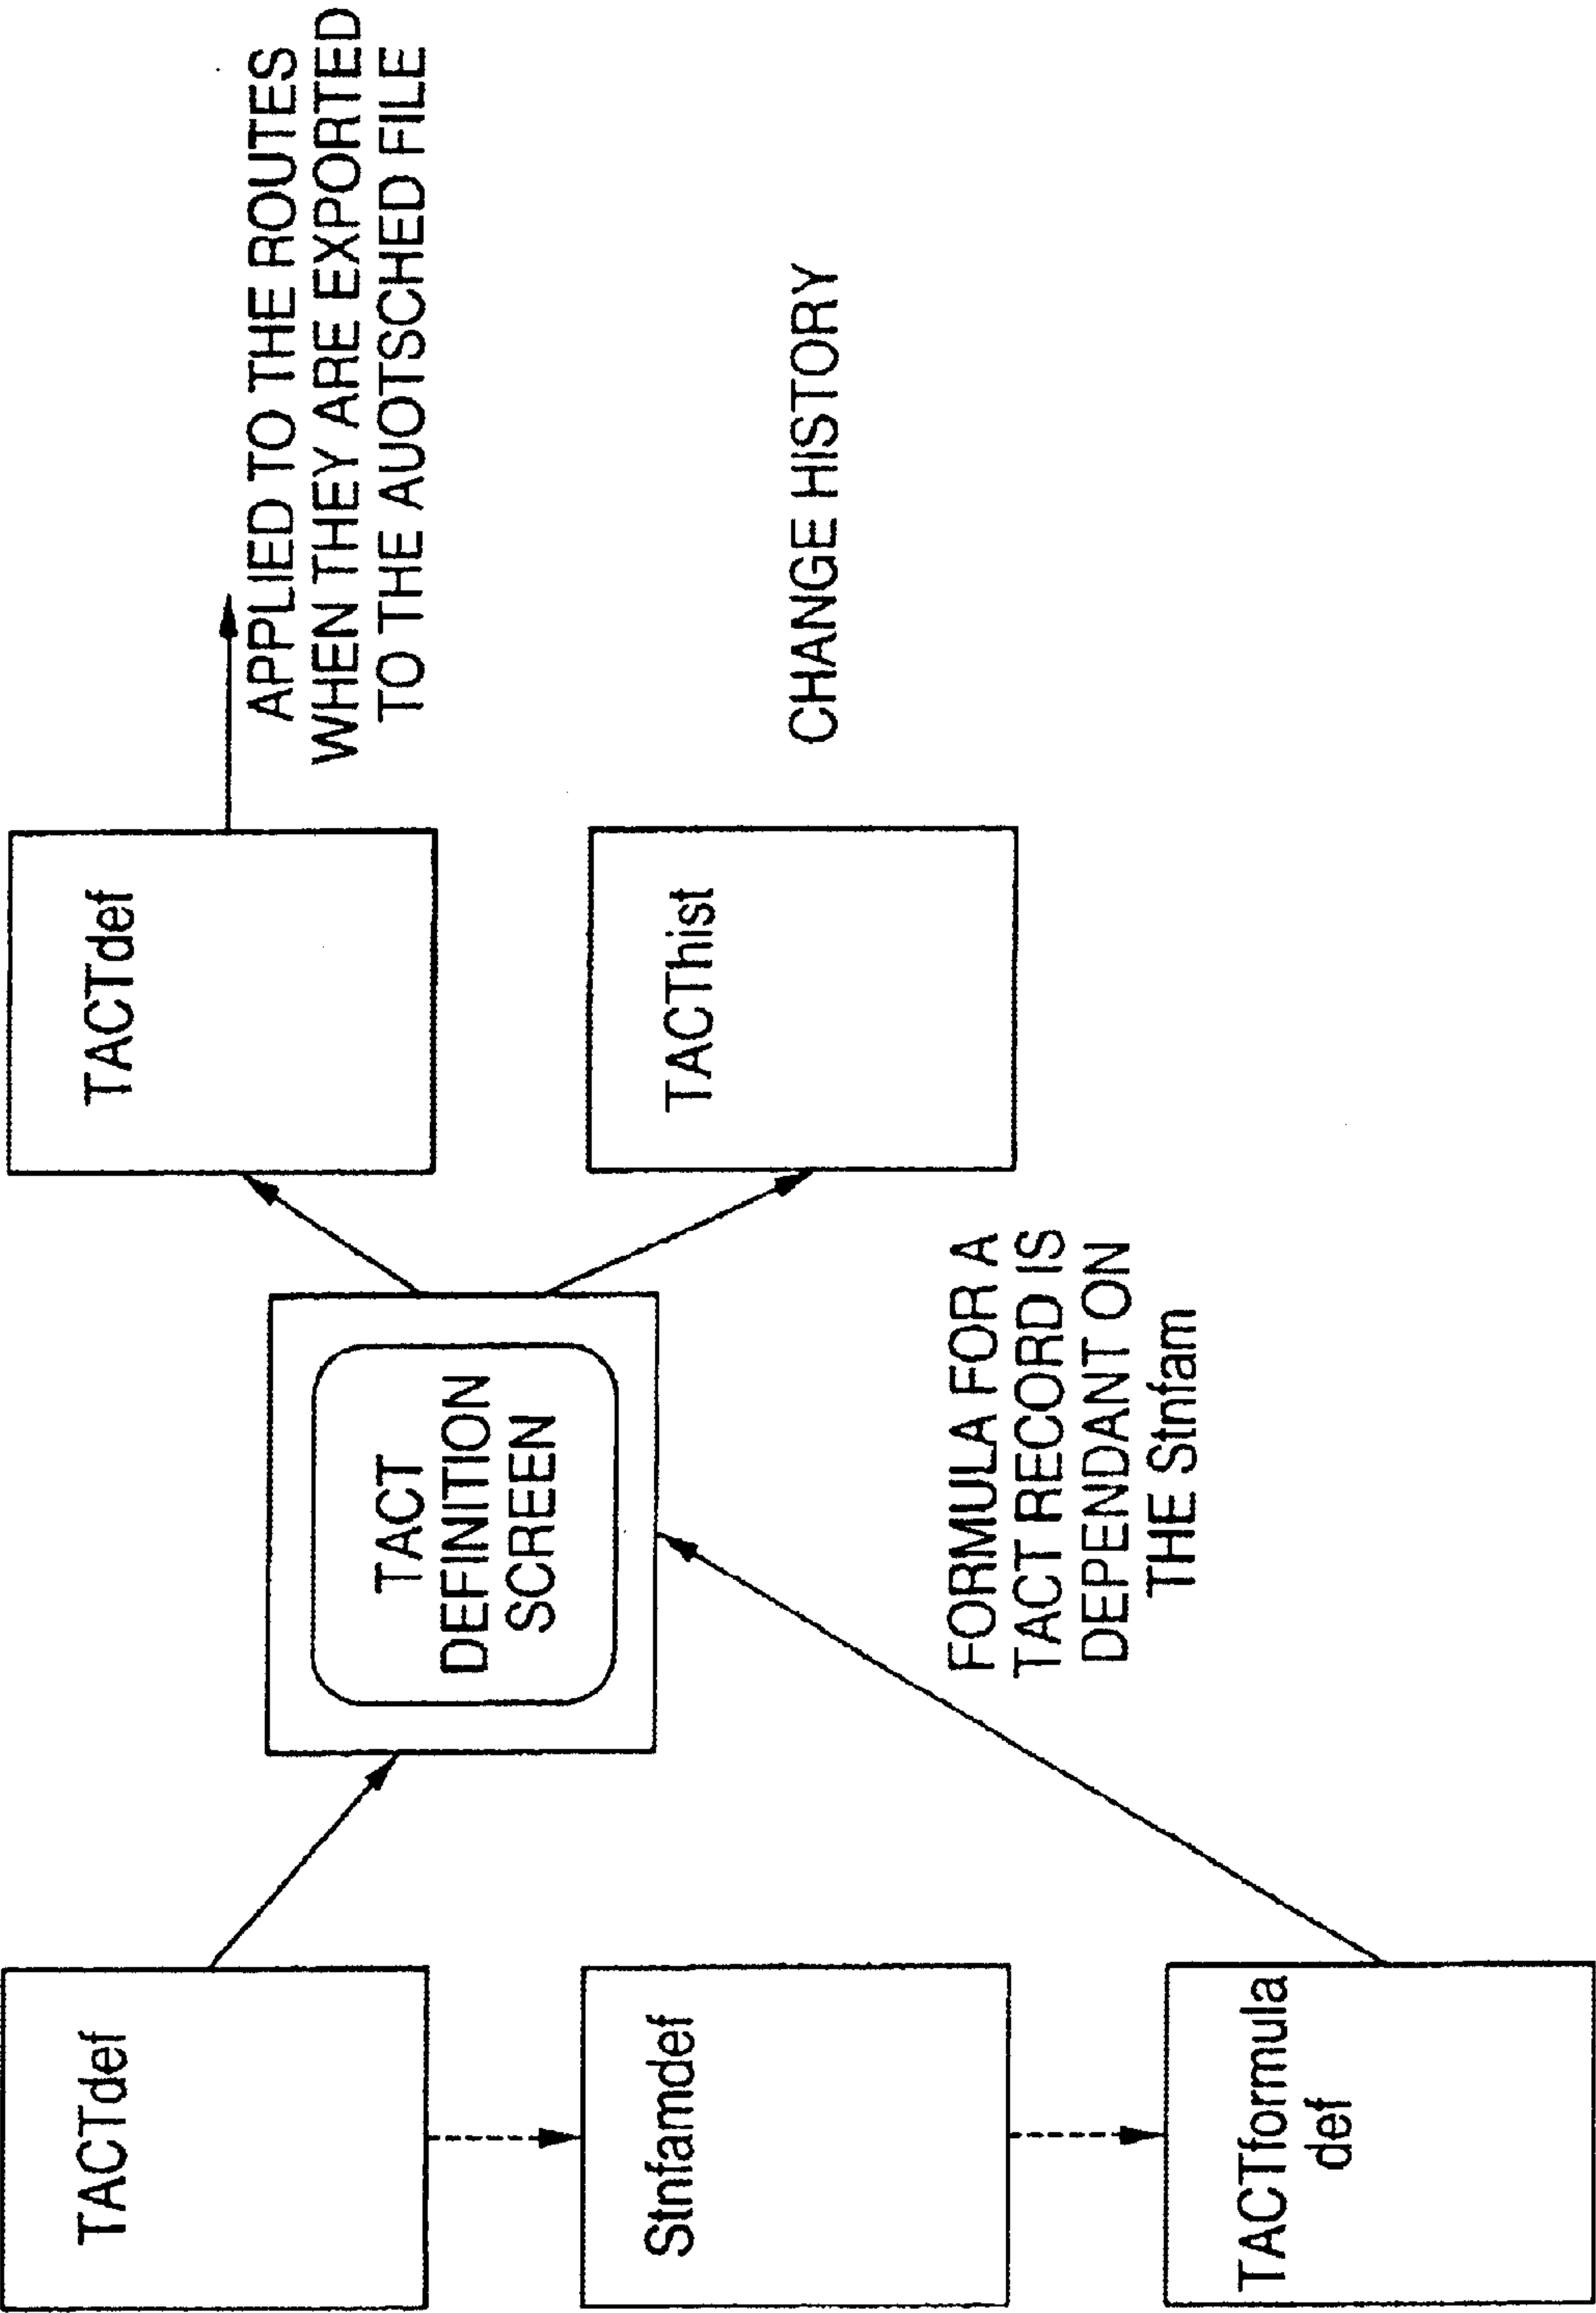 TACTdef
Stnfamdef
TACTformula
def
TACT
DEFINITION
SCREEN
FORMULA FOR A
TACT RECORD IS
DEPENDANT ON
THE Stnfam
TACTdef
TACThist
APPLIED TO THE ROUTES
WHEN THEY ARE EXPORTED
TO THE AUOTSCHED FILE
CHANGE HISTORY